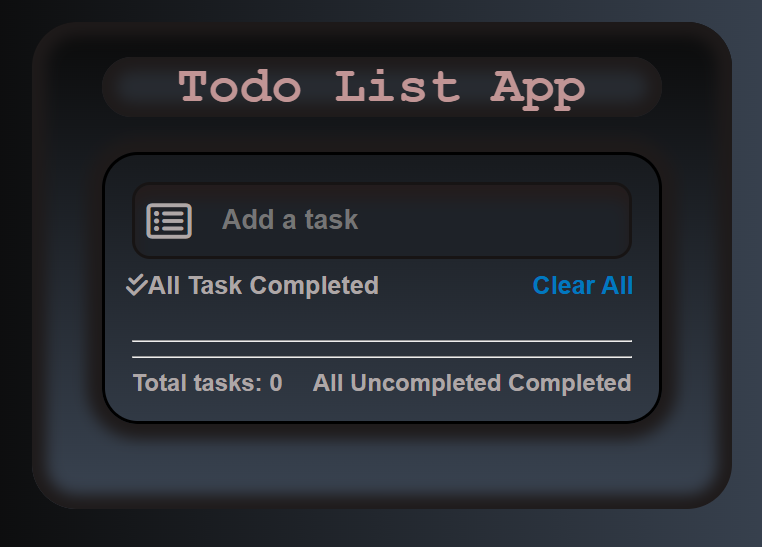 Todo List App
Add a task
All Task Completed Clear All
Total tasks: 0 All Uncompleted Completed